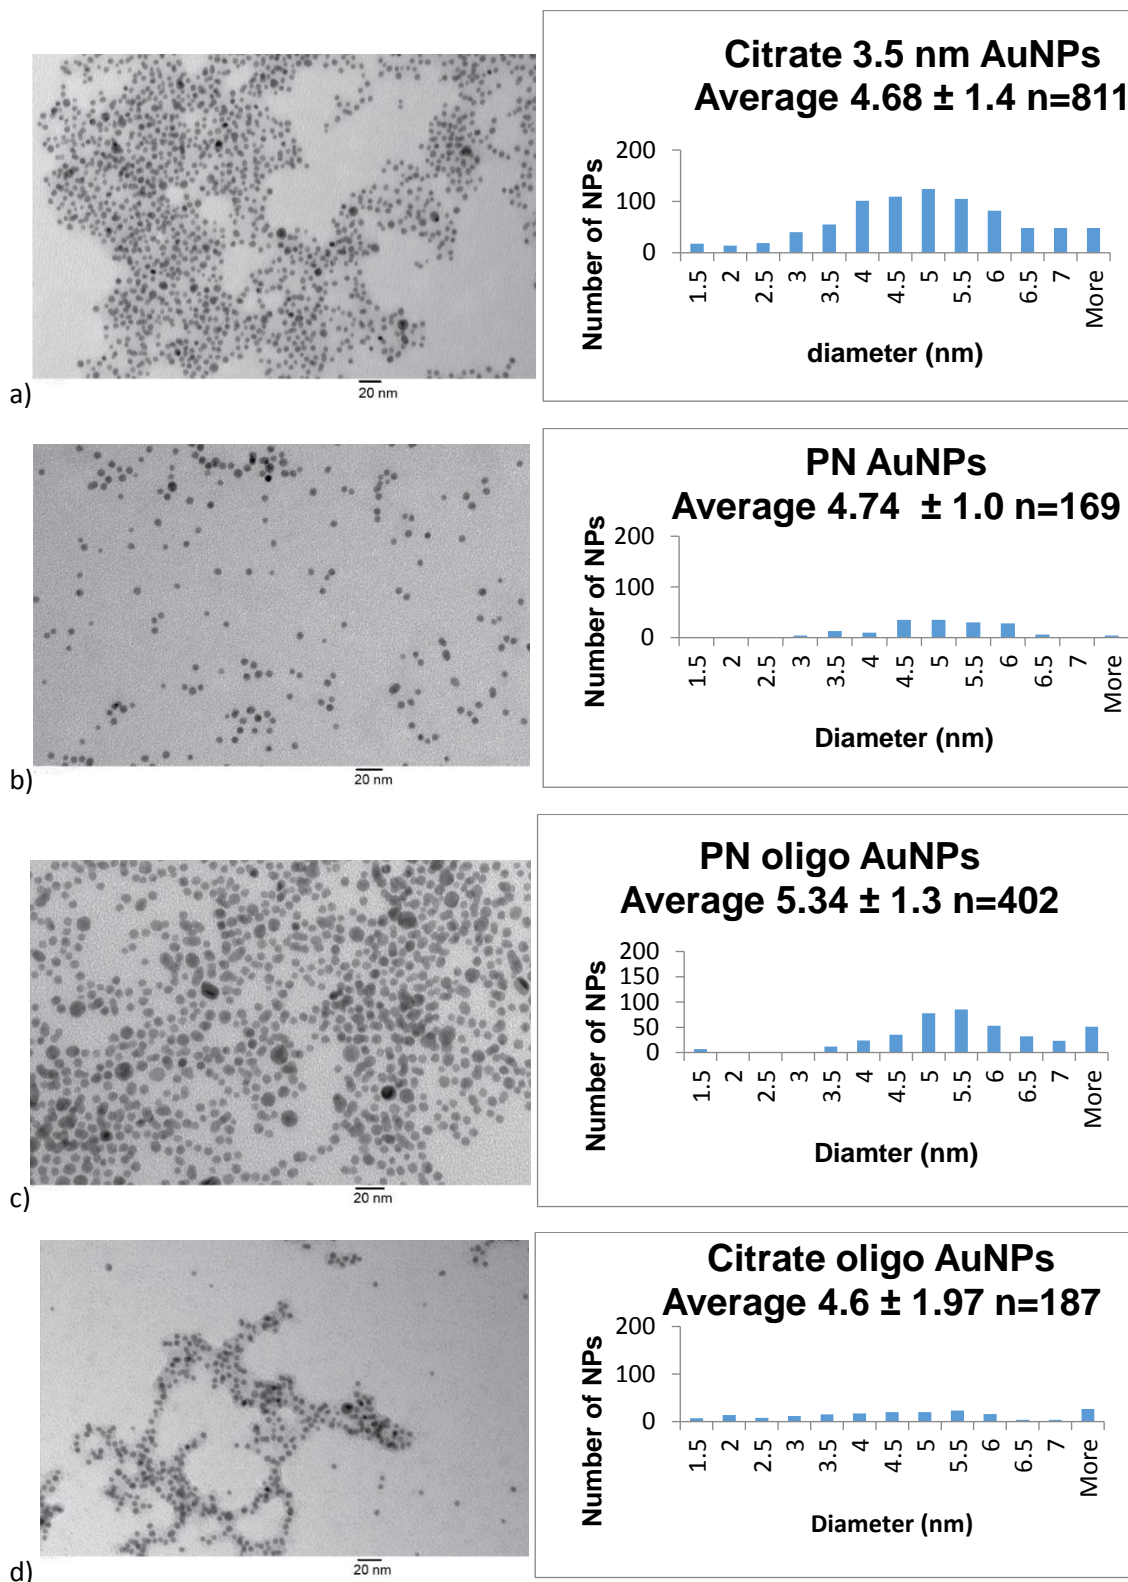 Citrate 3.5 nm AuNPs
Average 4.68 ± 1.4 n=811
Number of NPs
200
100
0
1.5
2
2.5
3
3.5
4
4.5
5
5.5
6
6.5
7
More
diameter (nm)
20 nm
a)
PN AuNPs
Average 4.74 ± 1.0 n=169
Number of NPs
200
100
0
1.5
2
2.5
3
3.5
4
4.5
5
5.5
6
6.5
7
More
Diameter (nm)
20 nm
b)
PN oligo AuNPs
Average 5.34 ± 1.3 n=402
Number of NPs
200
150
100
50
0
1.5
2
2.5
3
3.5
4
4.5
5
5.5
6
6.5
7
More
Diamter (nm)
20 nm
c)
Citrate oligo AuNPs
Average 4.6 ± 1.97 n=187
Number of NPs
200
100
0
1.5
2
2.5
3
3.5
4
4.5
5
5.5
6
6.5
7
More
Diameter (nm)
20 nm
d)